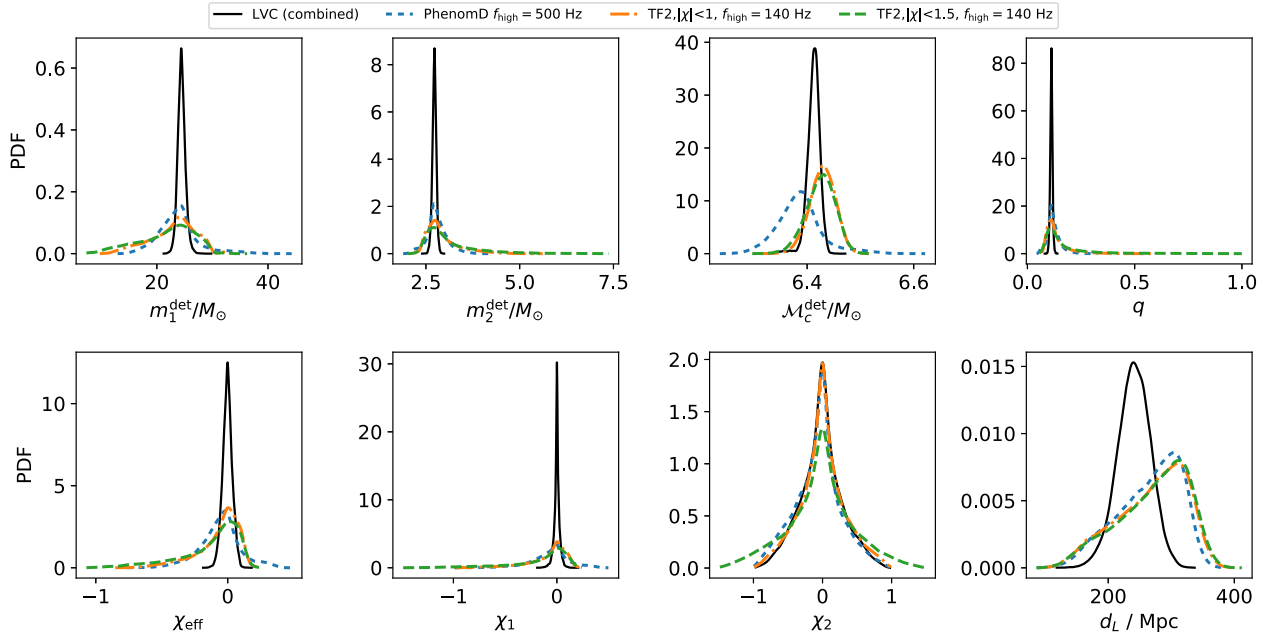 LVC (combined) PhenomD f_high = 500 Hz TF2, |χ|<1, f_high = 140 Hz TF2, |χ|<1.5, f_high = 140 Hz
PDF
0.6
0.4
0.2
0.0
20 40
m_1^det/M_⊙
8
6
4
2
0
2.5 5.0 7.5
m_2^det/M_⊙
40
30
20
10
0
6.4 6.6
ℳ_c^det/M_⊙
80
60
40
20
0
0.0 0.5 1.0
q
PDF
10
5
0
−1 0
χ_eff
30
20
10
0
−1 0
χ_1
2.0
1.5
1.0
0.5
0.0
−1 0 1
χ_2
0.015
0.010
0.005
0.000
200 400
d_L / Mpc